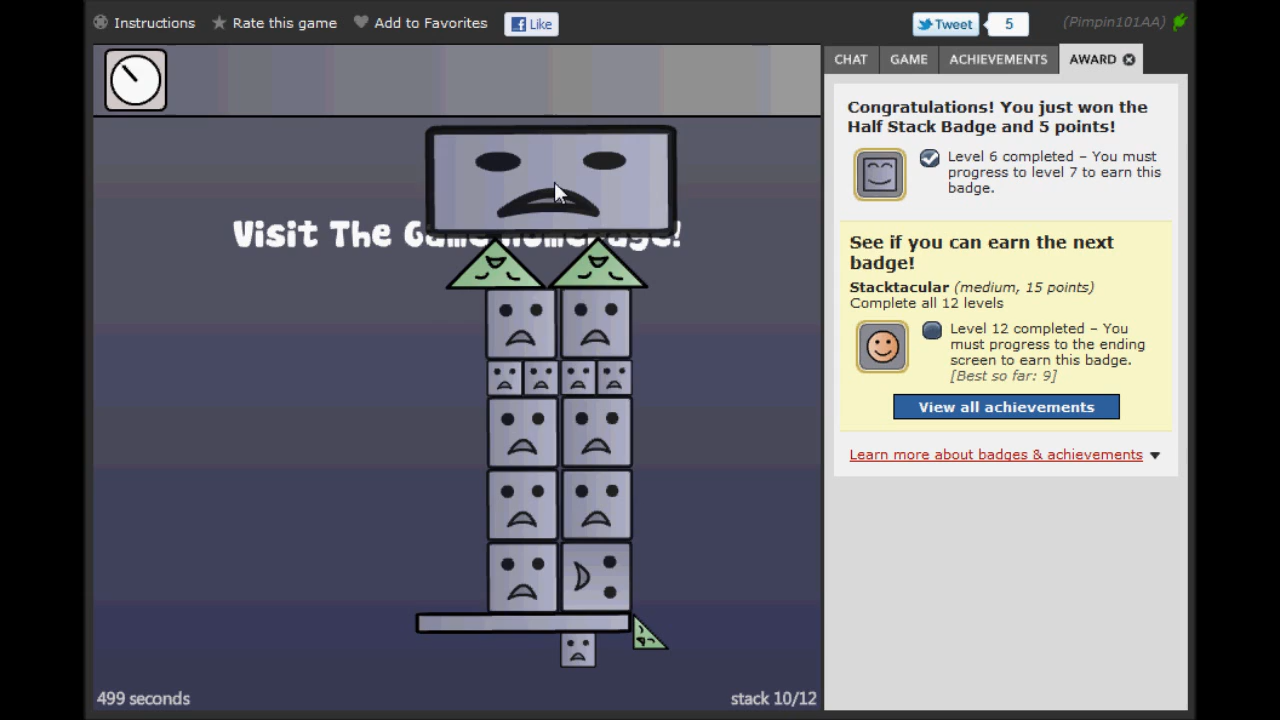 Instructions Rate this game Add to Favorites Like Tweet 5 (Pimpin101AA)
CHAT GAME ACHIEVEMENTS AWARD
Congratulations! You just won the
Half Stack Badge and 5 points!
Level 6 completed – You must
progress to level 7 to earn this
badge.
See if you can earn the next
badge!
Stacktacular (medium, 15 points)
Complete all 12 levels
Level 12 completed – You
must progress to the ending
screen to earn this badge.
[Best so far: 9]
View all achievements
Learn more about badges & achievements
Visit The Game Homepage!
499 seconds
stack 10/12